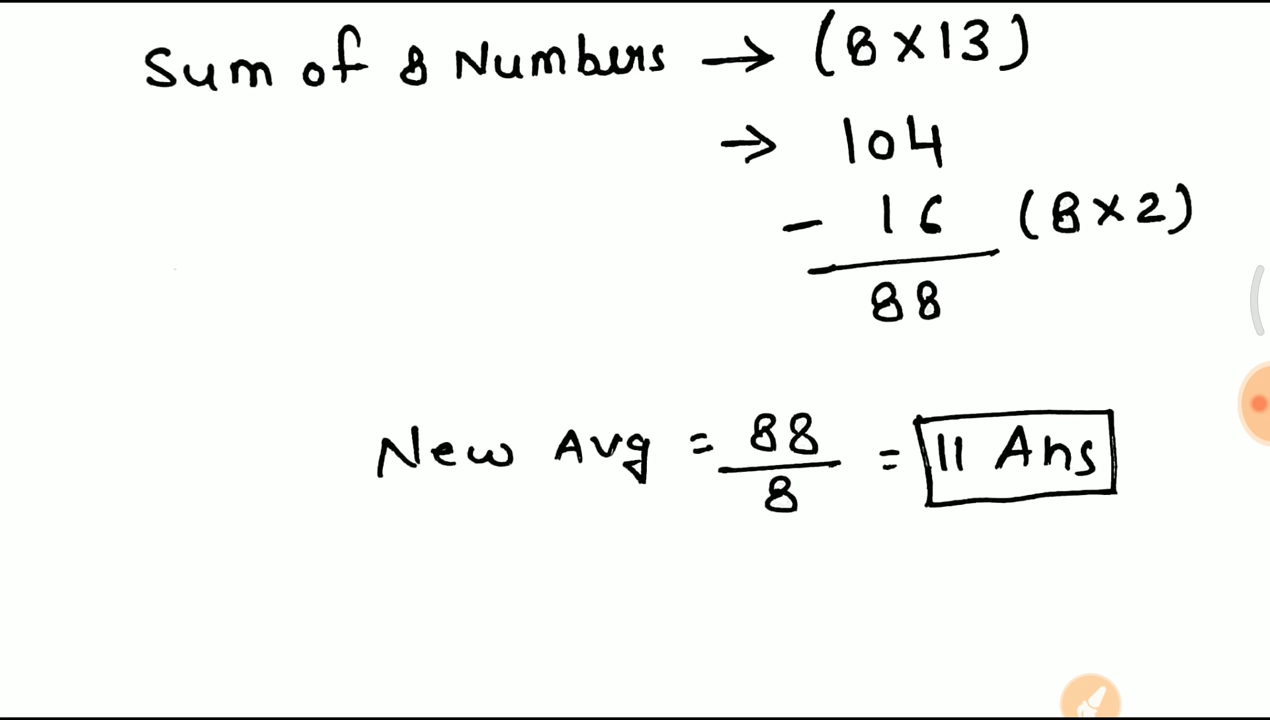 Sum of 8 Numbers → (8×13)
→ 104
- 16 (8×2)
88
New Avg = 88/8 = 11 Ans